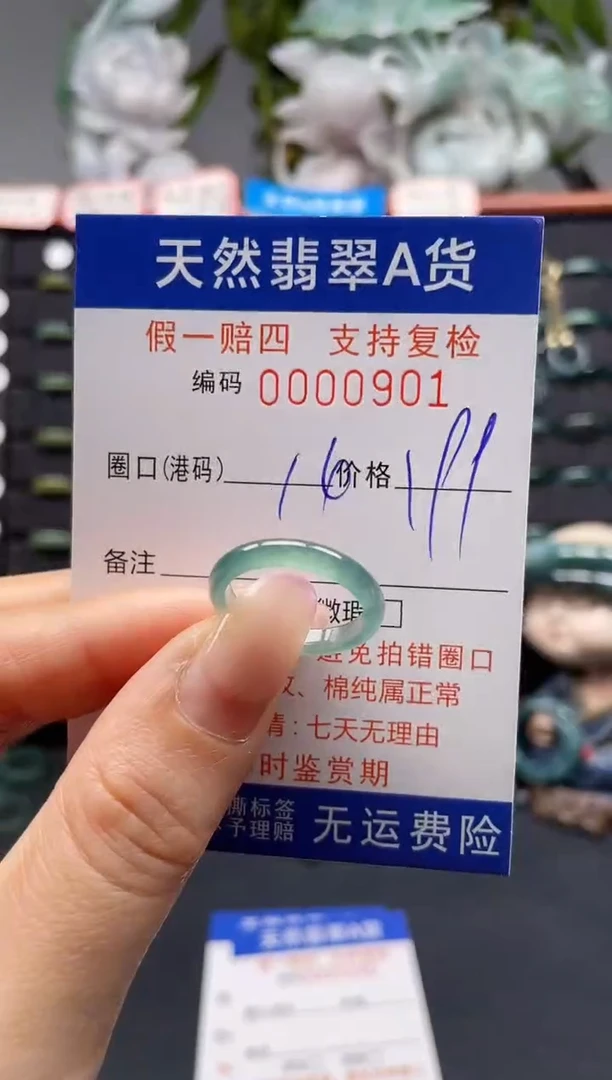 天然翡翠A货
假一赔四 支持复检
编码 0000901
圈口(港码) 16 价格 199
备注
微瑕
避免拍错圈口
、棉纯属正常
:七天无理由
时鉴赏期
撕标签
予理赔
无运费险